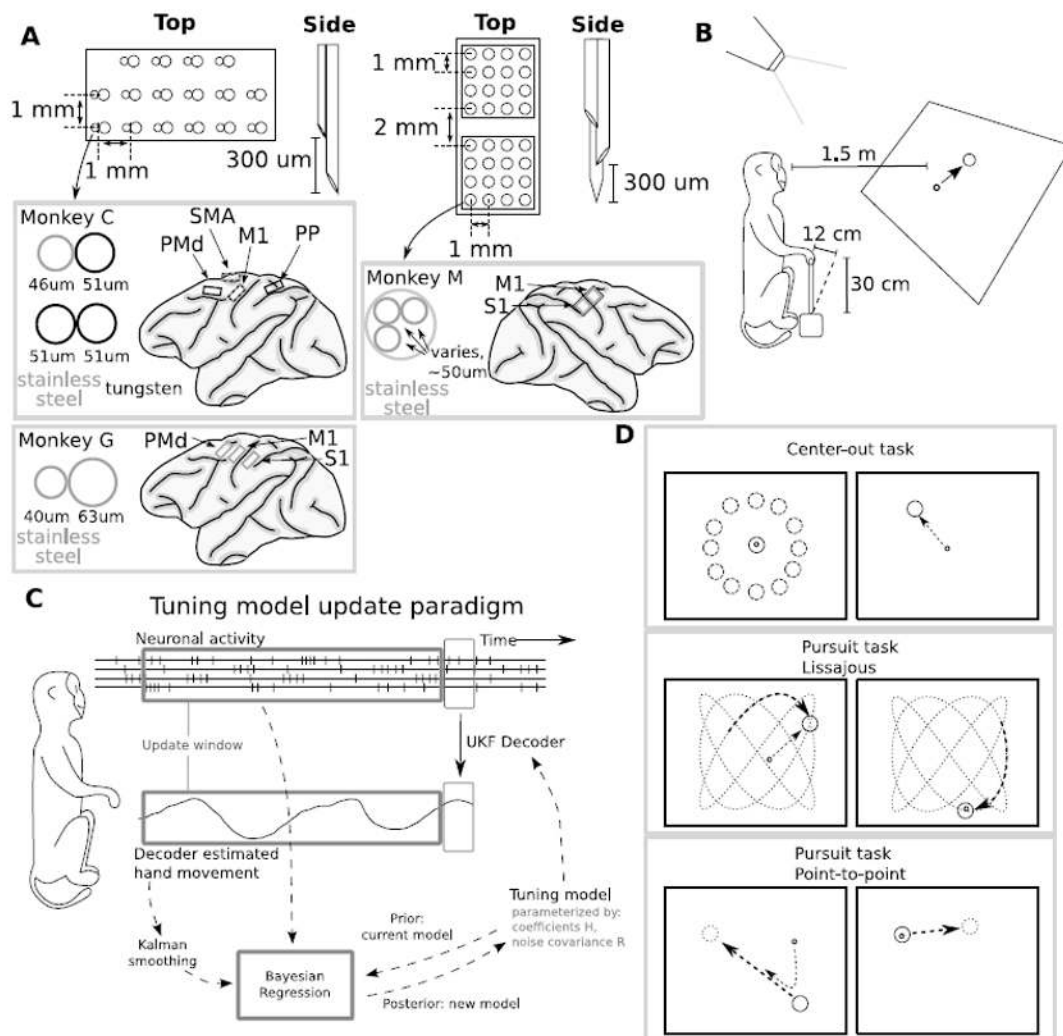 A
Top
Side
1 mm
1 mm
300 um
Top
Side
1 mm
2 mm
1 mm
300 um
B
1.5 m
12 cm
30 cm
Monkey C
46um 51um
51um 51um
stainless
steel
tungsten
SMA
PMd
M1
PP
Monkey M
varies,
~50um
stainless
steel
M1
S1
Monkey G
40um 63um
stainless
steel
PMd
M1
S1
C
Tuning model update paradigm
Neuronal activity
Time
Update window
UKF Decoder
Decoder estimated
hand movement
Kalman
smoothing
Bayesian
Regression
Prior:
current model
Posterior: new model
Tuning model
parameterized by:
coefficients H,
noise covariance R
D
Center-out task
Pursuit task
Lissajous
Pursuit task
Point-to-point